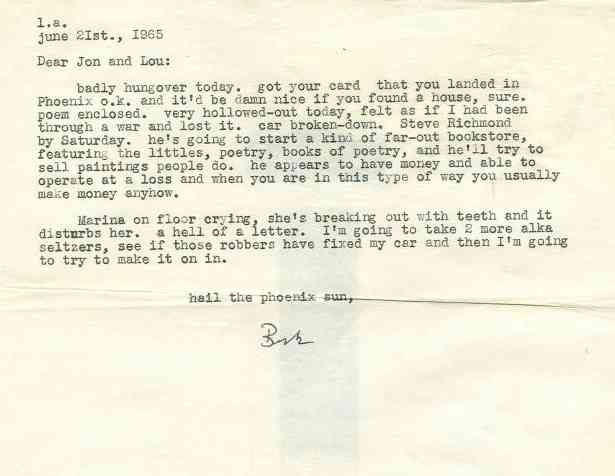 l.a.
june 2Ist., I965
Dear Jon and Lou:
badly hungover today. got your card that you landed in
Phoenix o.k. and it'd be damn nice if you found a house, sure.
poem enclosed. very hollowed-out today, felt as if I had been
through a war and lost it. car broken-down. Steve Richmond
by Saturday. he's going to start a kind of far-out bookstore,
featuring the littles, poetry, books of poetry, and he'll try to
sell paintings people do. he appears to have money and able to
operate at a loss and when you are in this type of way you usually
make money anyhow.
Marina on floor crying, she's breaking out with teeth and it
disturbs her. a hell of a letter. I'm going to take 2 more alka
seltzers, see if those robbers have fixed my car and then I'm going
to try to make it on in.
hail the phoenix sun,
Buk